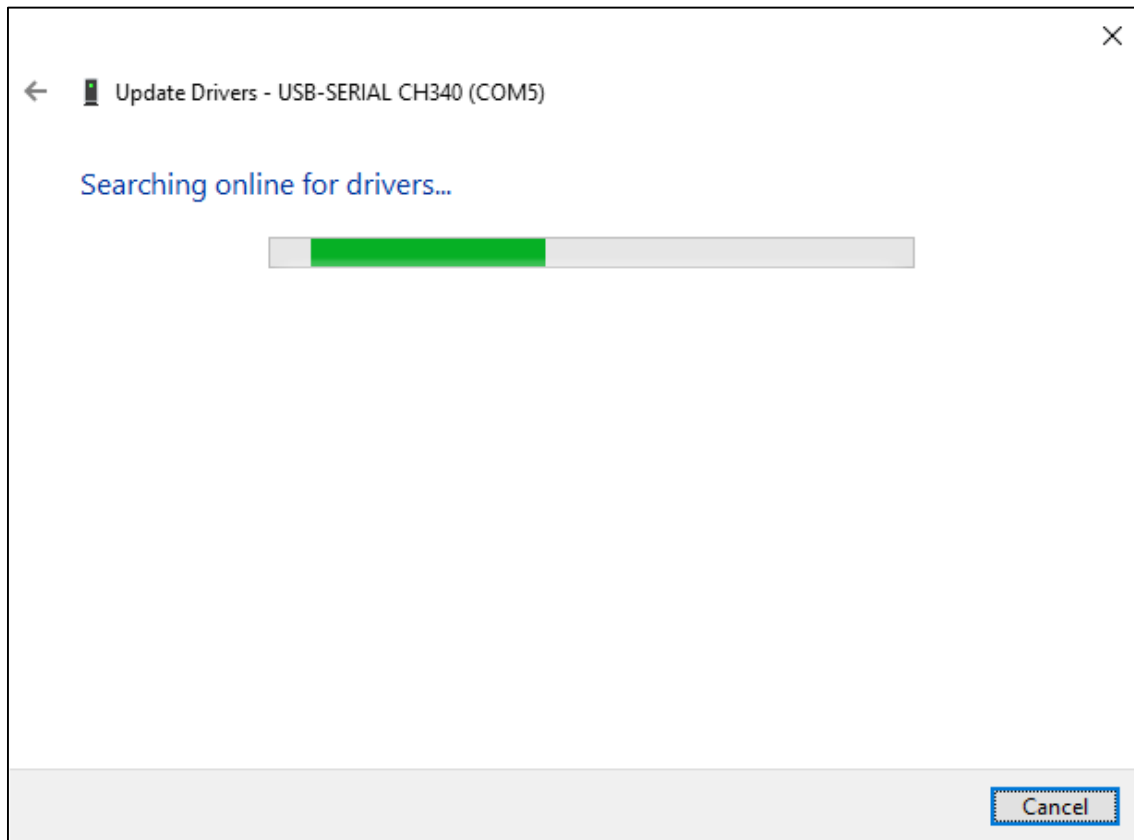 Update Drivers - USB-SERIAL CH340 (COM5)
Searching online for drivers...
Cancel